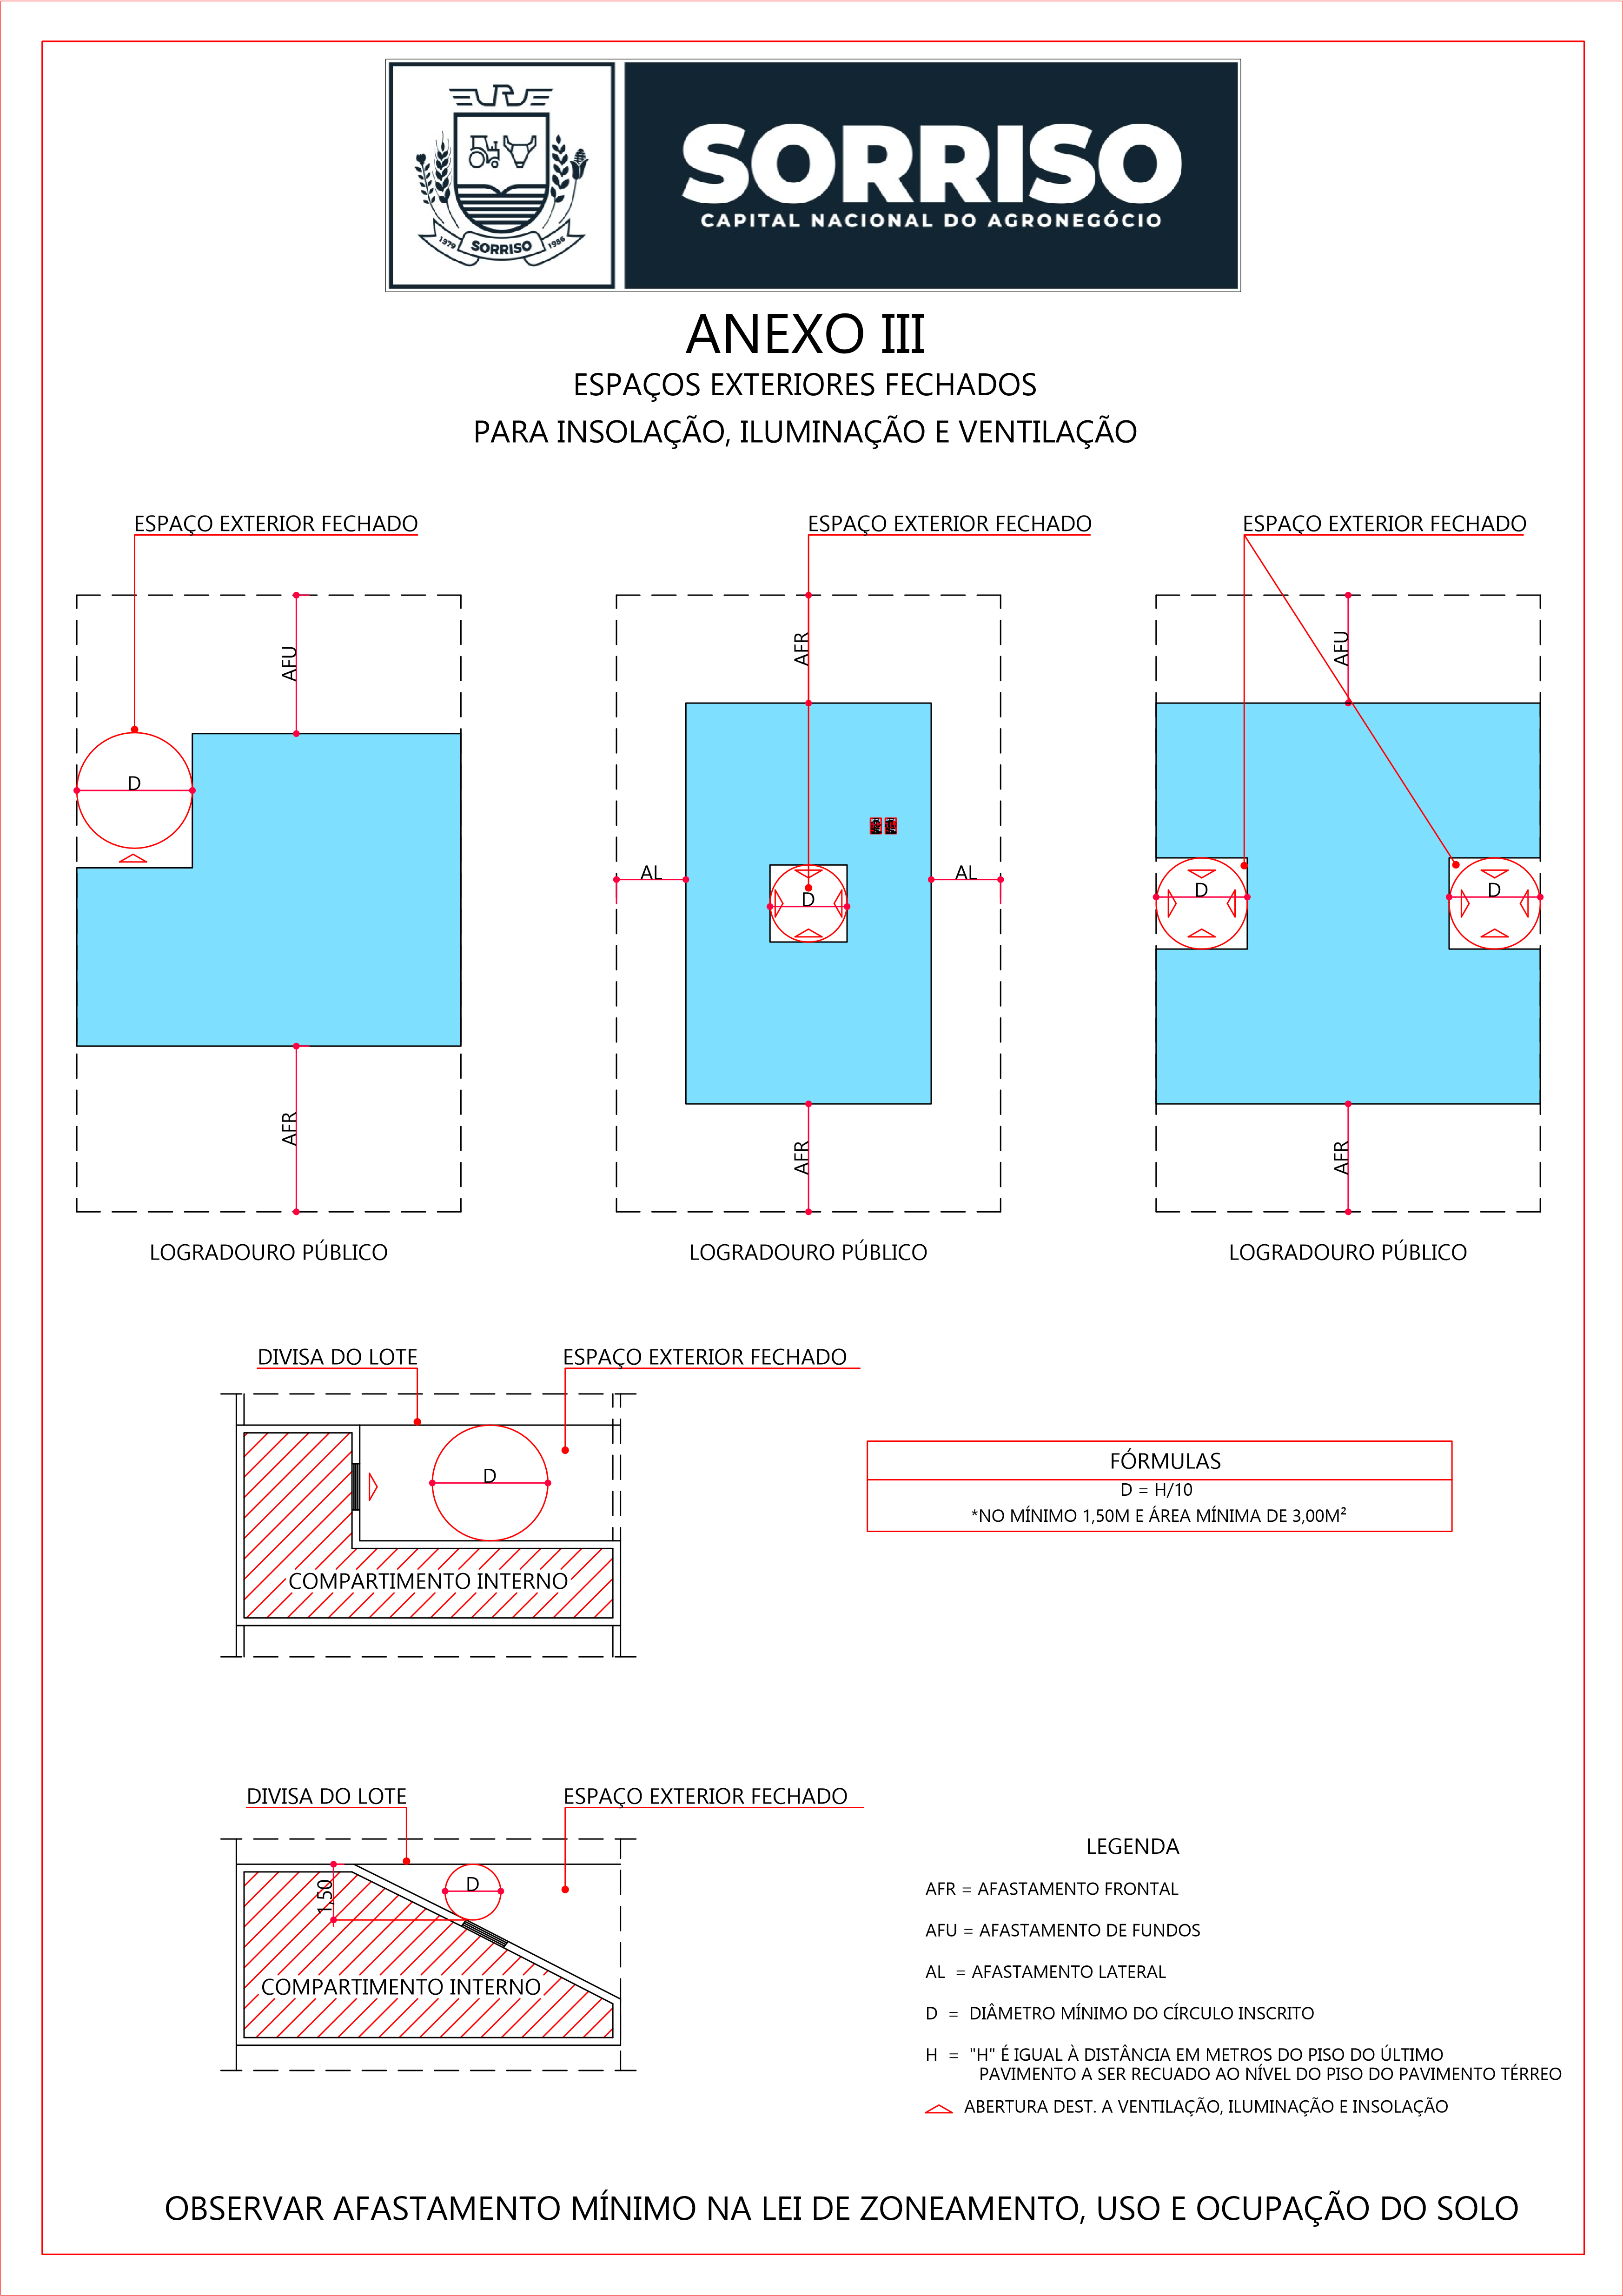 1979 SORRISO 1986
SORRISO
CAPITAL NACIONAL DO AGRONEGÓCIO
ANEXO III
ESPAÇOS EXTERIORES FECHADOS
PARA INSOLAÇÃO, ILUMINAÇÃO E VENTILAÇÃO
ESPAÇO EXTERIOR FECHADO
AFU
D
AFR
LOGRADOURO PÚBLICO
ESPAÇO EXTERIOR FECHADO
AFR
AL
AL
D
AFR
LOGRADOURO PÚBLICO
ESPAÇO EXTERIOR FECHADO
AFU
D
D
AFR
LOGRADOURO PÚBLICO
DIVISA DO LOTE
ESPAÇO EXTERIOR FECHADO
D
COMPARTIMENTO INTERNO
FÓRMULAS
D = H/10
*NO MÍNIMO 1,50M E ÁREA MÍNIMA DE 3,00M²
DIVISA DO LOTE
ESPAÇO EXTERIOR FECHADO
1,50
D
COMPARTIMENTO INTERNO
LEGENDA
AFR = AFASTAMENTO FRONTAL
AFU = AFASTAMENTO DE FUNDOS
AL = AFASTAMENTO LATERAL
D = DIÂMETRO MÍNIMO DO CÍRCULO INSCRITO
H = "H" É IGUAL À DISTÂNCIA EM METROS DO PISO DO ÚLTIMO
PAVIMENTO A SER RECUADO AO NÍVEL DO PISO DO PAVIMENTO TÉRREO
ABERTURA DEST. A VENTILAÇÃO, ILUMINAÇÃO E INSOLAÇÃO
OBSERVAR AFASTAMENTO MÍNIMO NA LEI DE ZONEAMENTO, USO E OCUPAÇÃO DO SOLO